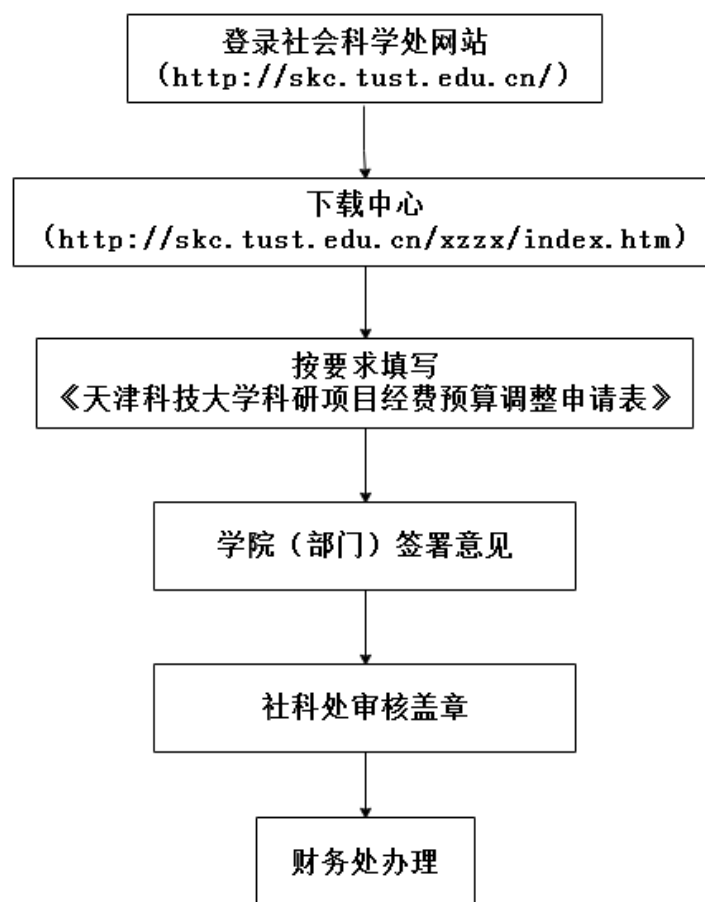 登录社会科学处网站
(http://skc.tust.edu.cn/)
下载中心
(http://skc.tust.edu.cn/xzzx/index.htm)
按要求填写
《天津科技大学科研项目经费预算调整申请表》
学院（部门）签署意见
社科处审核盖章
财务处办理